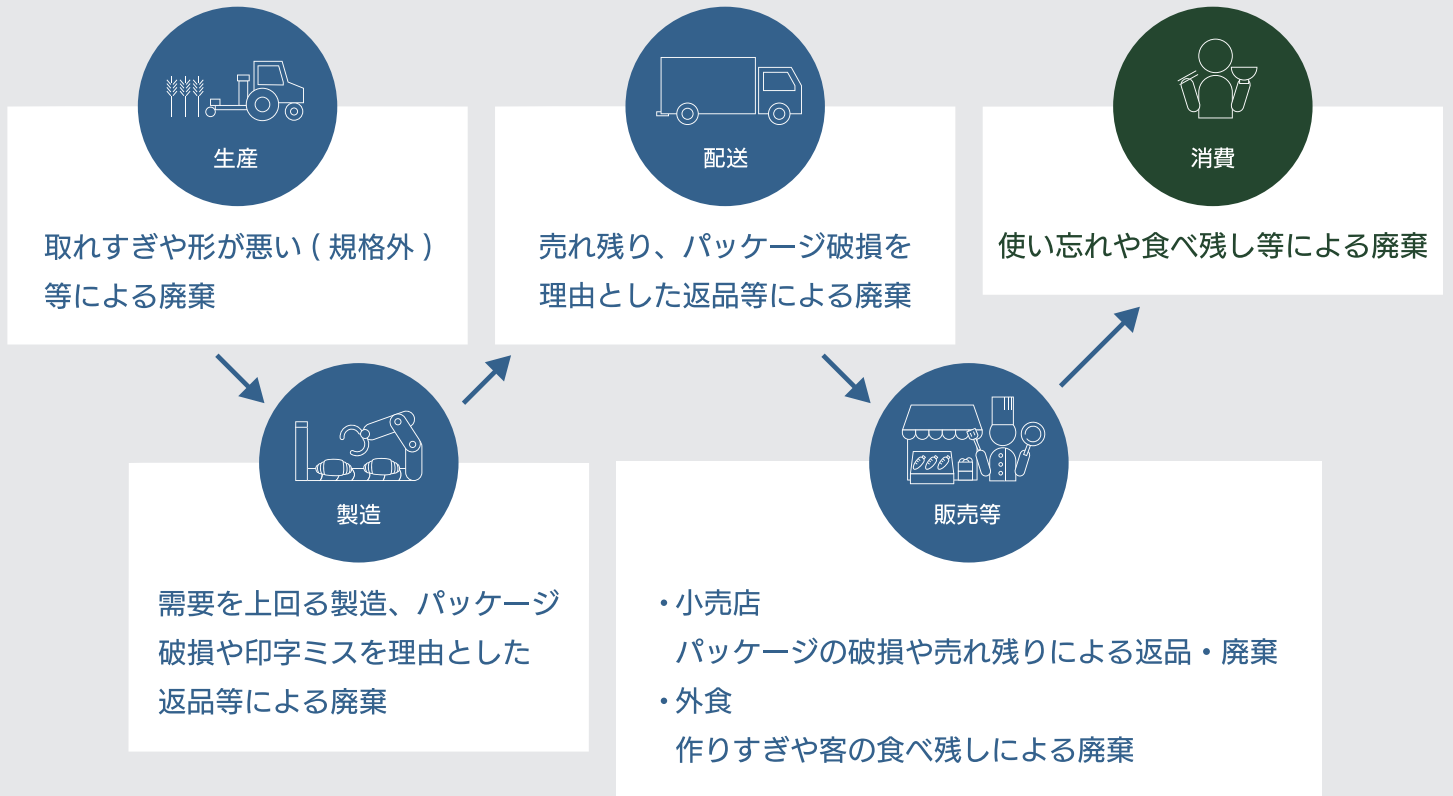 生産
取れすぎや形が悪い ( 規格外 )
等による廃棄
製造
需要を上回る製造、パッケージ
破損や印字ミスを理由とした
返品等による廃棄
配送
売れ残り、パッケージ破損を
理由とした返品等による廃棄
販売等
・小売店
パッケージの破損や売れ残りによる返品・廃棄
・外食
作りすぎや客の食べ残しによる廃棄
消費
使い忘れや食べ残し等による廃棄